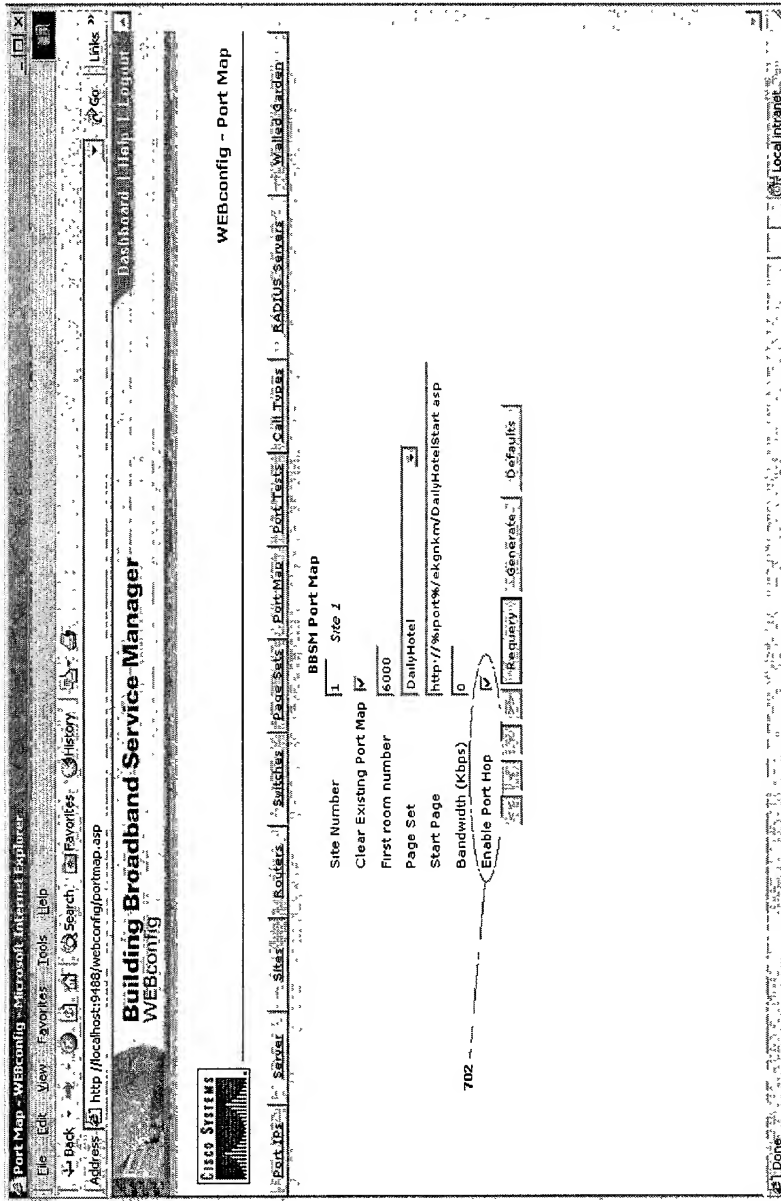 Port Map - WEBconfig - Microsoft Internet Explorer
File Edit View Favorites Tools Help
Back Search Favorites History
Address http //localhost:9488/webconfig/portmap.asp Go Links »
Building Broadband Service Manager
WEBconfig
Dashboard | Help | Logout
CISCO SYSTEMS
WEBconfig - Port Map
Port IPs Server Sites Routers Switches Page Sets Port Map Port Tests Call Types RADIUS Servers Walled Garden
BBSM Port Map
Site Number 1 Site 1
Clear Existing Port Map
First room number 6000
Page Set DailyHotel
Start Page http://%iport%/ekgnkm/DailyHotelStart asp
Bandwidth (Kbps) 0
Enable Port Hop
702
Requery Generate Defaults
Done Local intranet